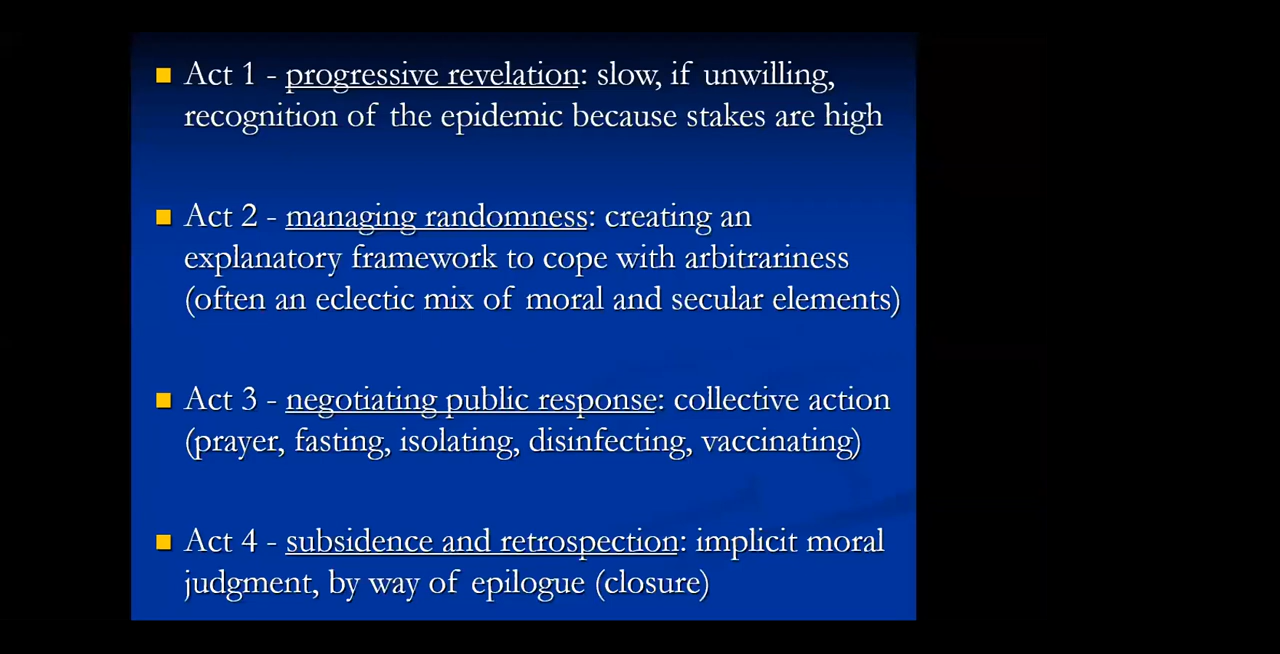 Act 1 - progressive revelation: slow, if unwilling,
recognition of the epidemic because stakes are high
Act 2 - managing randomness: creating an
explanatory framework to cope with arbitrariness
(often an eclectic mix of moral and secular elements)
Act 3 - negotiating public response: collective action
(prayer, fasting, isolating, disinfecting, vaccinating)
Act 4 - subsidence and retrospection: implicit moral
judgment, by way of epilogue (closure)